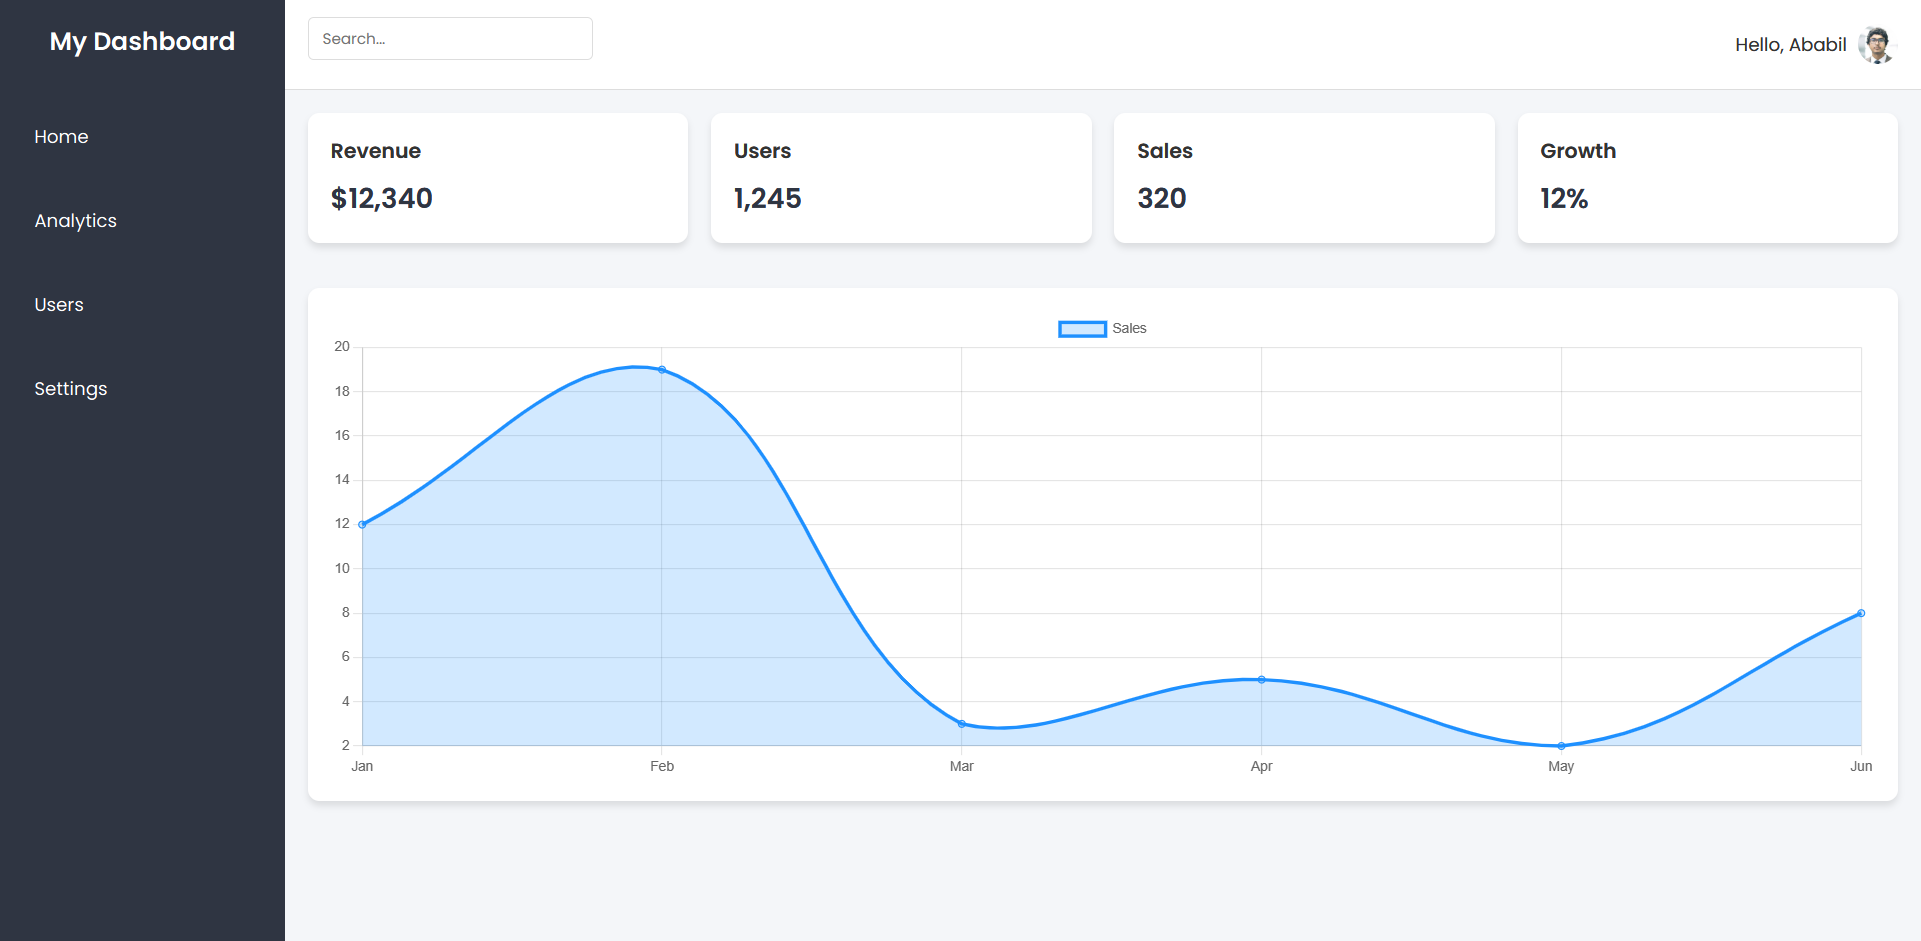 My Dashboard
Home
Analytics
Users
Settings
Search...
Hello, Ababil
Revenue
$12,340
Users
1,245
Sales
320
Growth
12%
Sales
20
18
16
14
12
10
8
6
4
2
Jan Feb Mar Apr May Jun